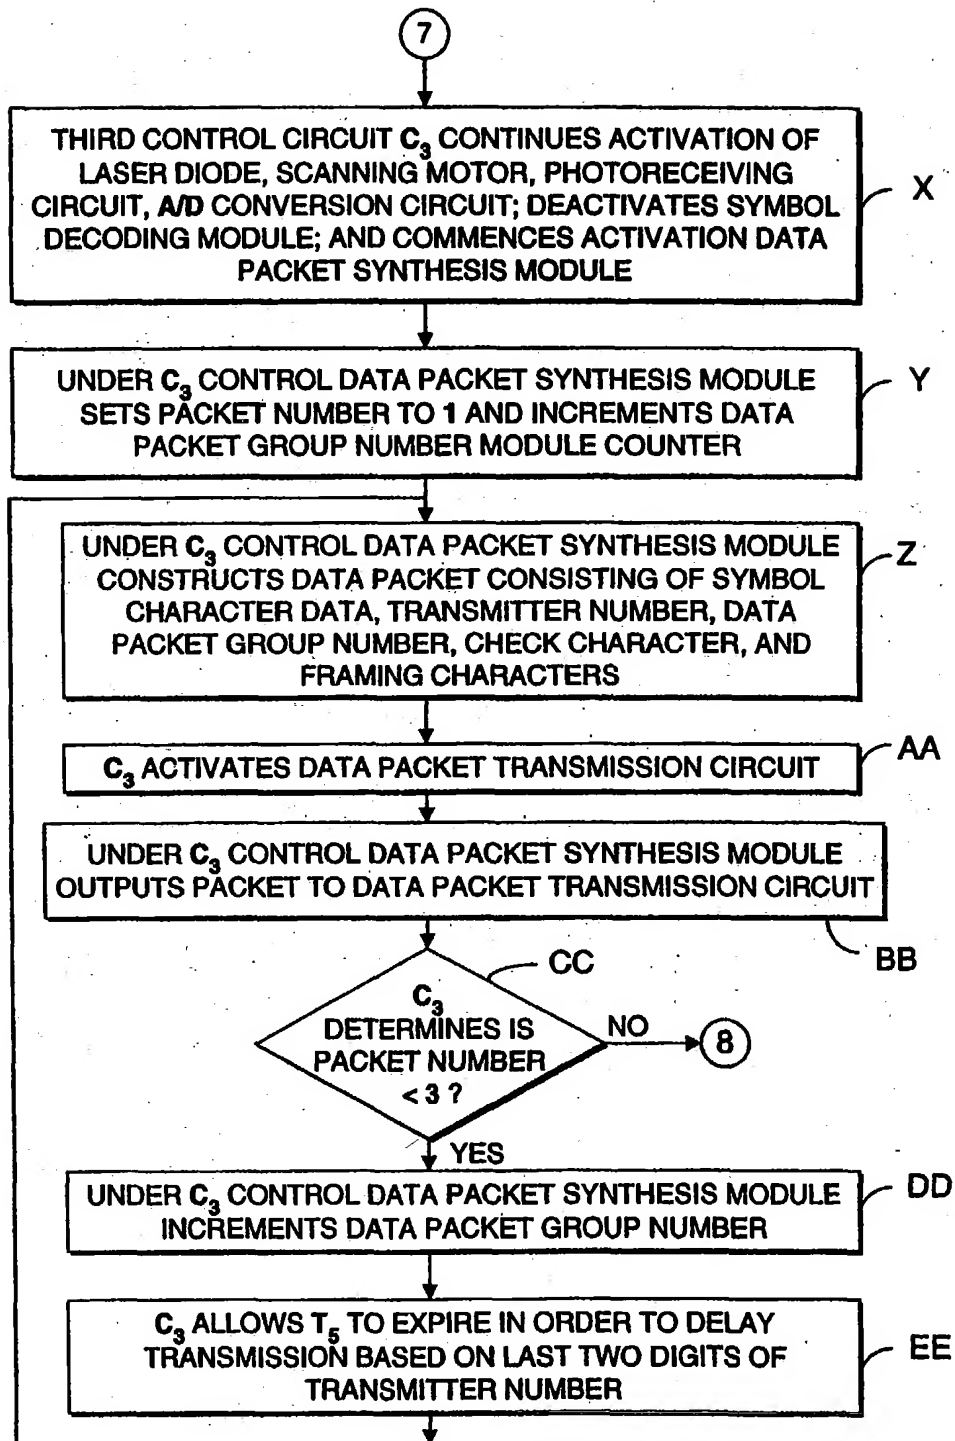 7
THIRD CONTROL CIRCUIT C3 CONTINUES ACTIVATION OF
LASER DIODE, SCANNING MOTOR, PHOTORECEIVING
CIRCUIT, A/D CONVERSION CIRCUIT; DEACTIVATES SYMBOL
DECODING MODULE; AND COMMENCES ACTIVATION DATA
PACKET SYNTHESIS MODULE
X
UNDER C3 CONTROL DATA PACKET SYNTHESIS MODULE
SETS PACKET NUMBER TO 1 AND INCREMENTS DATA
PACKET GROUP NUMBER MODULE COUNTER
Y
UNDER C3 CONTROL DATA PACKET SYNTHESIS MODULE
CONSTRUCTS DATA PACKET CONSISTING OF SYMBOL
CHARACTER DATA, TRANSMITTER NUMBER, DATA
PACKET GROUP NUMBER, CHECK CHARACTER, AND
FRAMING CHARACTERS
Z
C3 ACTIVATES DATA PACKET TRANSMISSION CIRCUIT
AA
UNDER C3 CONTROL DATA PACKET SYNTHESIS MODULE
OUTPUTS PACKET TO DATA PACKET TRANSMISSION CIRCUIT
BB
CC
C3
DETERMINES IS
PACKET NUMBER
< 3 ?
NO
8
YES
UNDER C3 CONTROL DATA PACKET SYNTHESIS MODULE
INCREMENTS DATA PACKET GROUP NUMBER
DD
C3 ALLOWS T5 TO EXPIRE IN ORDER TO DELAY
TRANSMISSION BASED ON LAST TWO DIGITS OF
TRANSMITTER NUMBER
EE